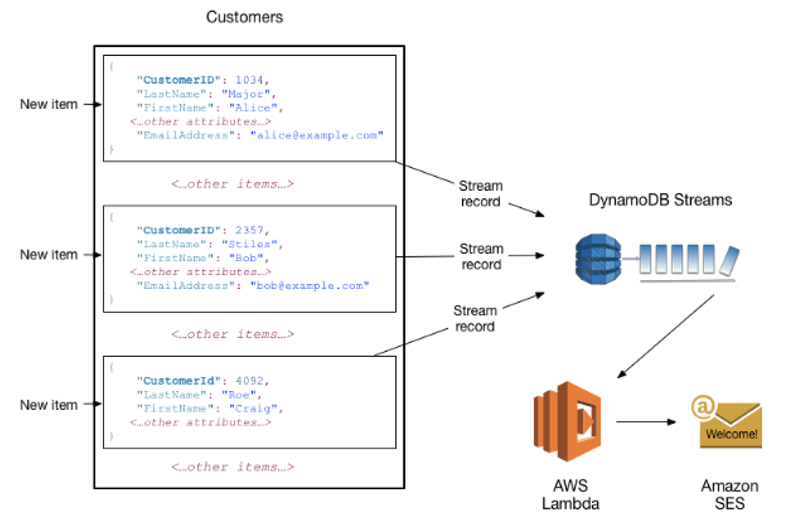 Customers
New item
{
"CustomerID": 1034,
"LastName": "Major",
"FirstName": "Alice",
<…other attributes…>
"EmailAddress": "alice@example.com"
}
<…other items…>
New item
{
"CustomerID": 2357,
"LastName": "Stiles",
"FirstName": "Bob",
<…other attributes…>
"EmailAddress": "bob@example.com"
}
<…other items…>
New item
{
"CustomerId": 4092,
"LastName": "Roe",
"FirstName": "Craig",
<…other attributes…>
}
<…other items…>
Stream
record
Stream
record
Stream
record
DynamoDB Streams
AWS
Lambda
@
Welcome!
Amazon
SES